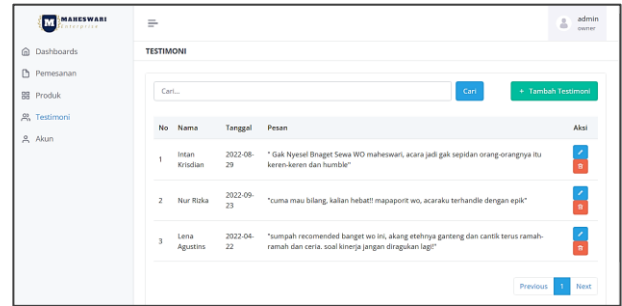 M MAHESWARI
Enterprise
admin
owner
Dashboards
Pemesanan
Produk
Testimoni
Akun
TESTIMONI
Cari...
Cari
+ Tambah Testimoni
No Nama Tanggal Pesan Aksi
1 Intan Krisdian 2022-08-29 " Gak Nyesel Bnaget Sewa WO maheswari, acara jadi gak sepidan orang-orangnya itu
keren-keren dan humble"
2 Nur Rizka 2022-09-23 "cuma mau bilang, kalian hebat!! mapaporit wo, acaraku terhandle dengan epik"
3 Lena Agustins 2022-04-22 "sumpah recomended banget wo ini, akang etehnya ganteng dan cantik terus ramah-
ramah dan ceria. soal kinerja jangan diragukan lagi!"
Previous 1 Next